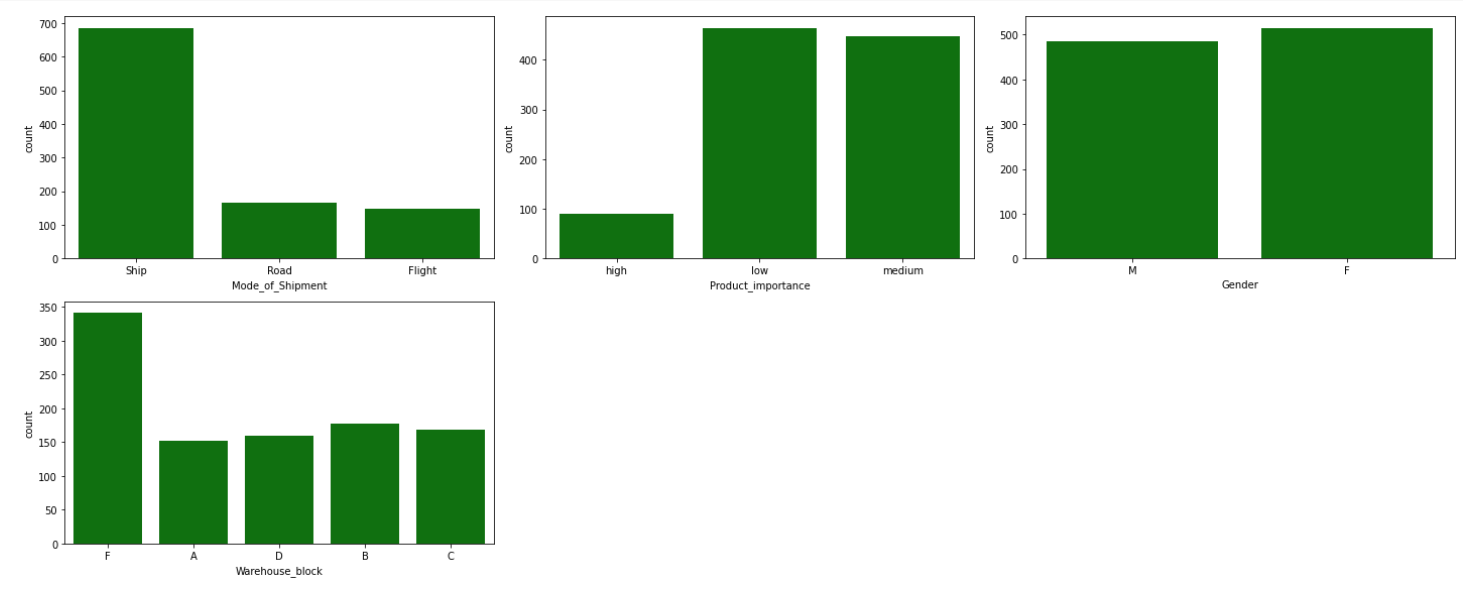 700
600
500
400
300
200
100
0
count
Ship Road Flight
Mode_of_Shipment
400
300
200
100
0
count
high low medium
Product_importance
500
400
300
200
100
0
count
M F
Gender
350
300
250
200
150
100
50
0
count
F A D B C
Warehouse_block